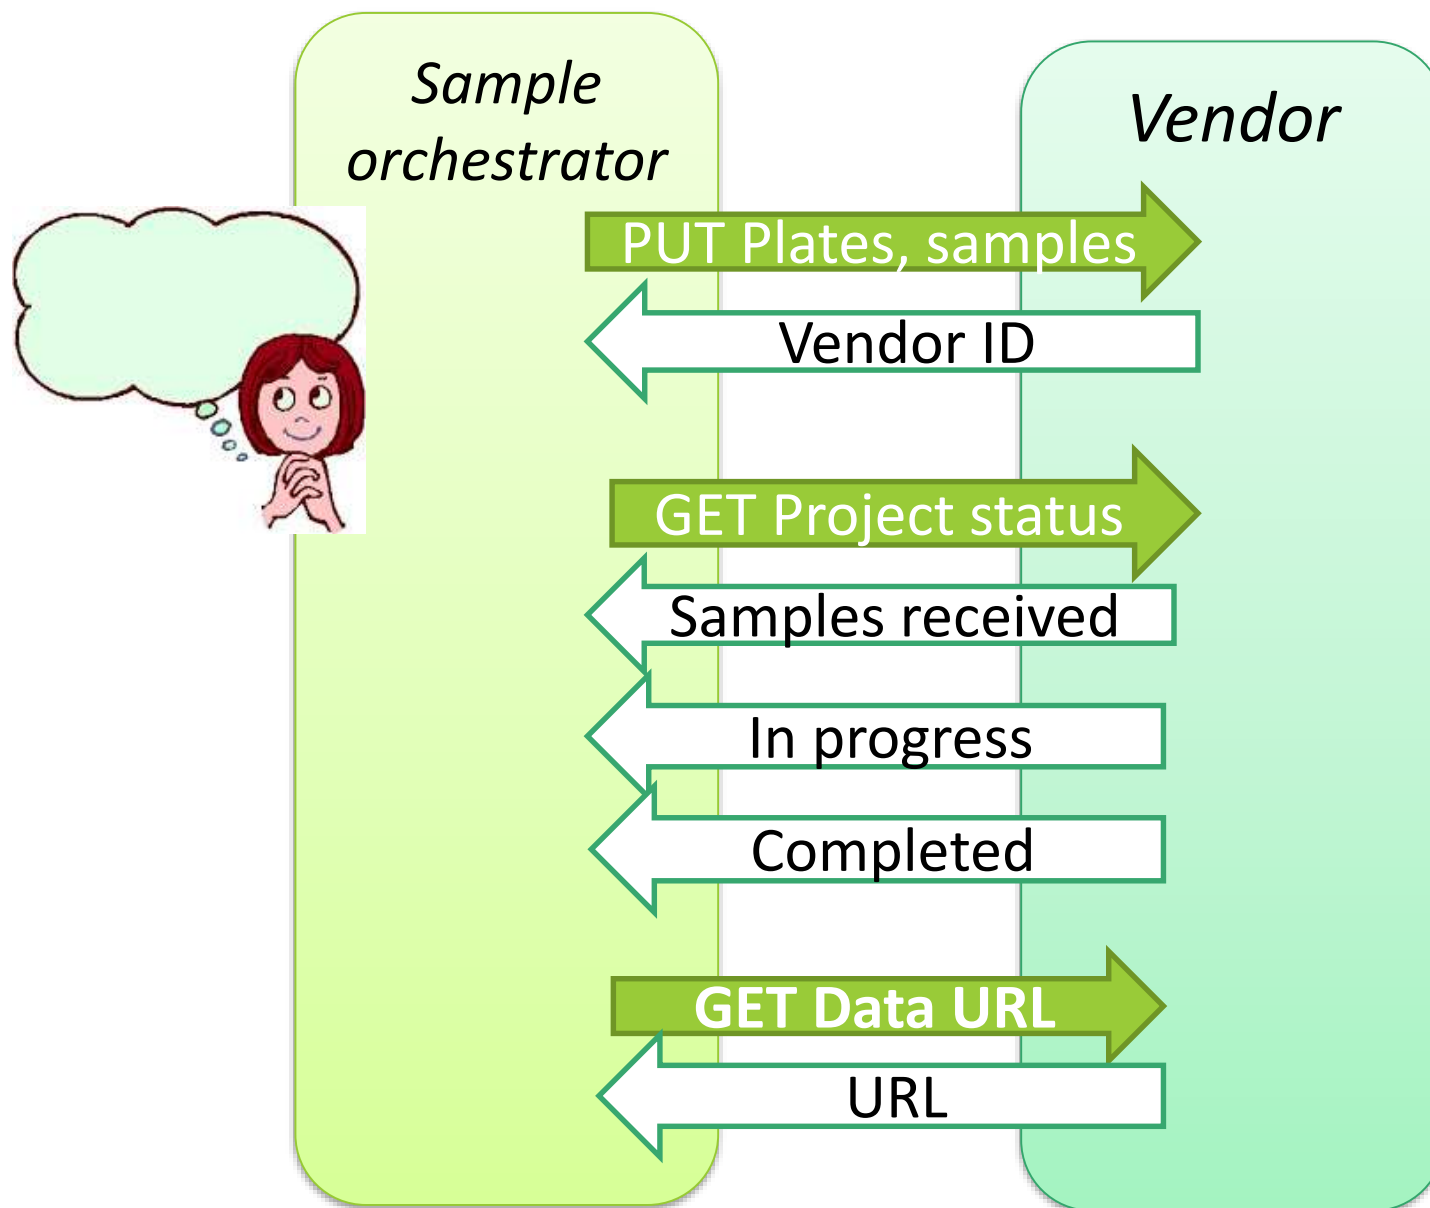 Sample
orchestrator
Vendor
PUT Plates, samples
Vendor ID
GET Project status
Samples received
In progress
Completed
GET Data URL
URL